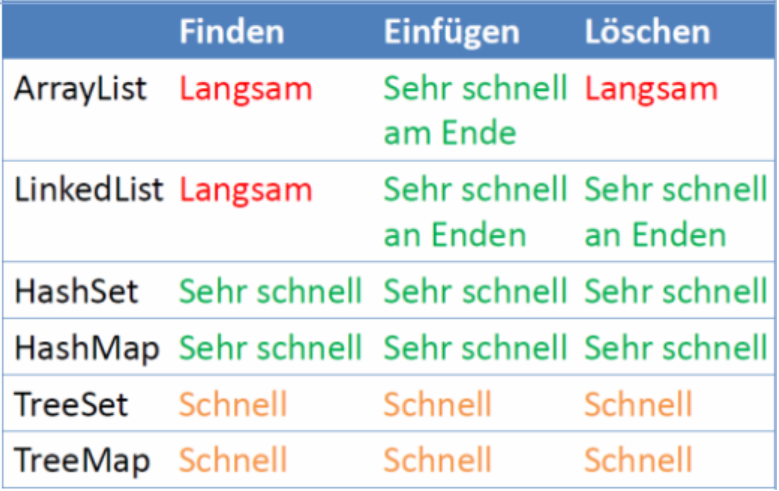 Finden Einfügen Löschen
ArrayList Langsam Sehr schnell Langsam
am Ende
LinkedList Langsam Sehr schnell Sehr schnell
an Enden an Enden
HashSet Sehr schnell Sehr schnell Sehr schnell
HashMap Sehr schnell Sehr schnell Sehr schnell
TreeSet Schnell Schnell Schnell
TreeMap Schnell Schnell Schnell